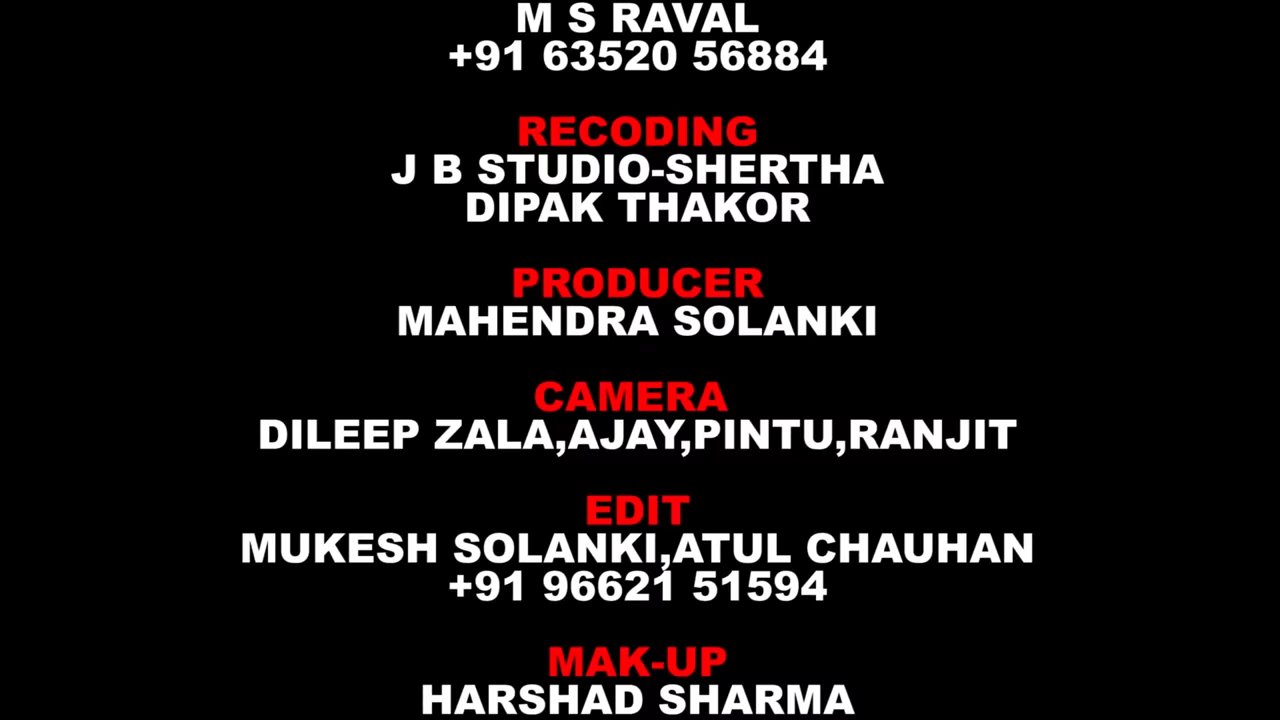 M S RAVAL
+91 63520 56884
RECODING
J B STUDIO-SHERTHA
DIPAK THAKOR
PRODUCER
MAHENDRA SOLANKI
CAMERA
DILEEP ZALA,AJAY,PINTU,RANJIT
EDIT
MUKESH SOLANKI,ATUL CHAUHAN
+91 96621 51594
MAK-UP
HARSHAD SHARMA